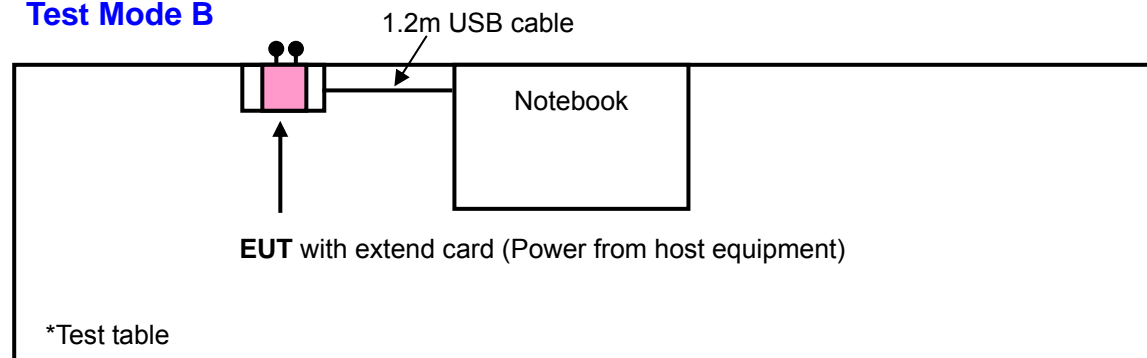 Test Mode B
1.2m USB cable
Notebook
EUT with extend card (Power from host equipment)
*Test table